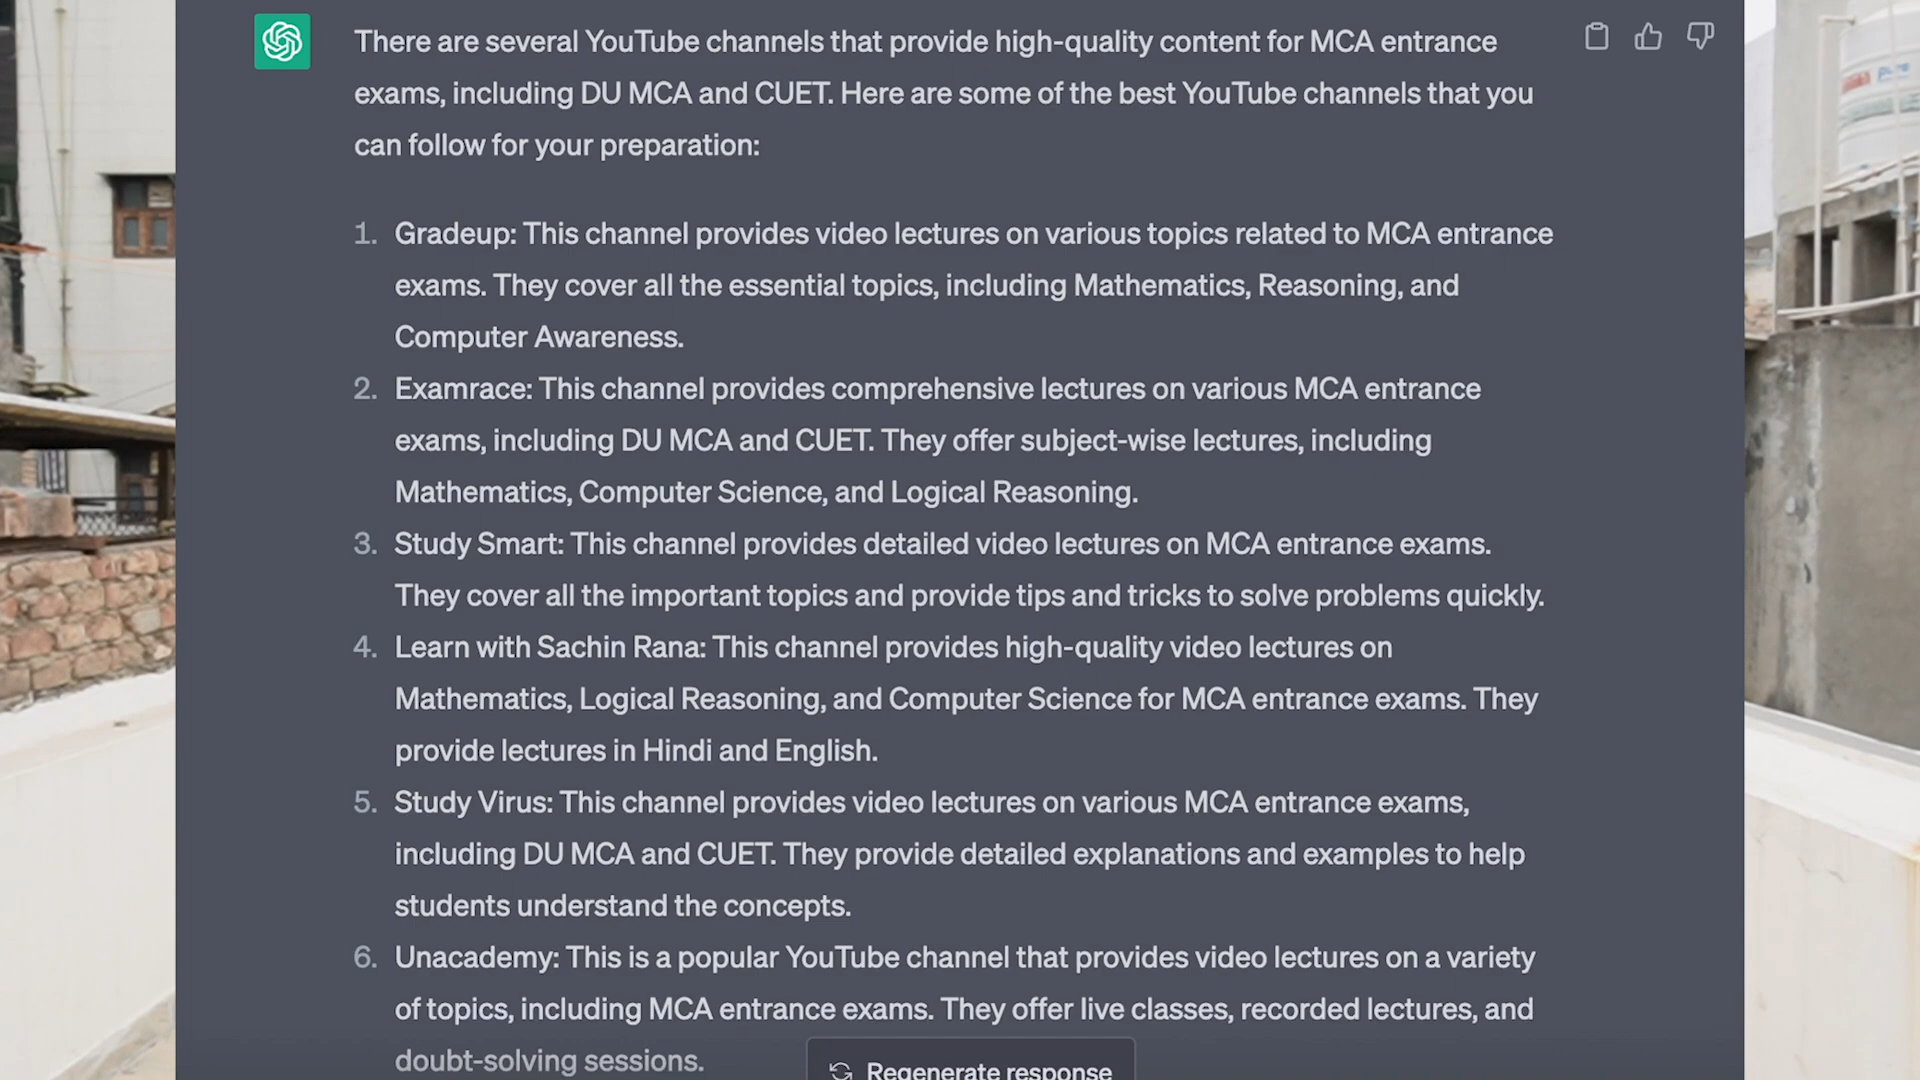 There are several YouTube channels that provide high-quality content for MCA entrance
exams, including DU MCA and CUET. Here are some of the best YouTube channels that you
can follow for your preparation:
1. Gradeup: This channel provides video lectures on various topics related to MCA entrance
exams. They cover all the essential topics, including Mathematics, Reasoning, and
Computer Awareness.
2. Examrace: This channel provides comprehensive lectures on various MCA entrance
exams, including DU MCA and CUET. They offer subject-wise lectures, including
Mathematics, Computer Science, and Logical Reasoning.
3. Study Smart: This channel provides detailed video lectures on MCA entrance exams.
They cover all the important topics and provide tips and tricks to solve problems quickly.
4. Learn with Sachin Rana: This channel provides high-quality video lectures on
Mathematics, Logical Reasoning, and Computer Science for MCA entrance exams. They
provide lectures in Hindi and English.
5. Study Virus: This channel provides video lectures on various MCA entrance exams,
including DU MCA and CUET. They provide detailed explanations and examples to help
students understand the concepts.
6. Unacademy: This is a popular YouTube channel that provides video lectures on a variety
of topics, including MCA entrance exams. They offer live classes, recorded lectures, and
doubt-solving sessions.
Regenerate response